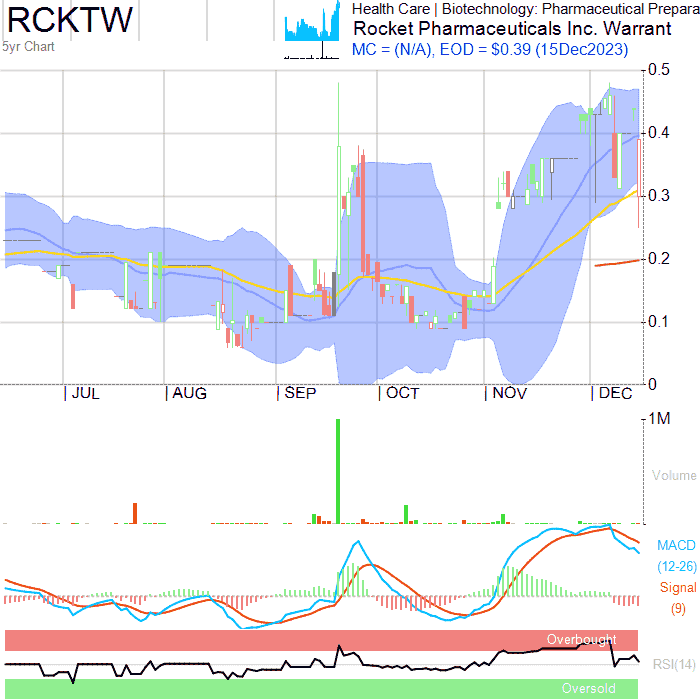 RCKTW
5yr Chart
Health Care | Biotechnology: Pharmaceutical Prepara
Rocket Pharmaceuticals Inc. Warrant
MC = (N/A), EOD = $0.39 (15Dec2023)
0.5
0.4
0.3
0.2
0.1
0
JUL
AUG
SEP
OCT
NOV
DEC
1M
Volume
MACD
(12-26)
Signal
(9)
Overbought
RSI(14)
Oversold